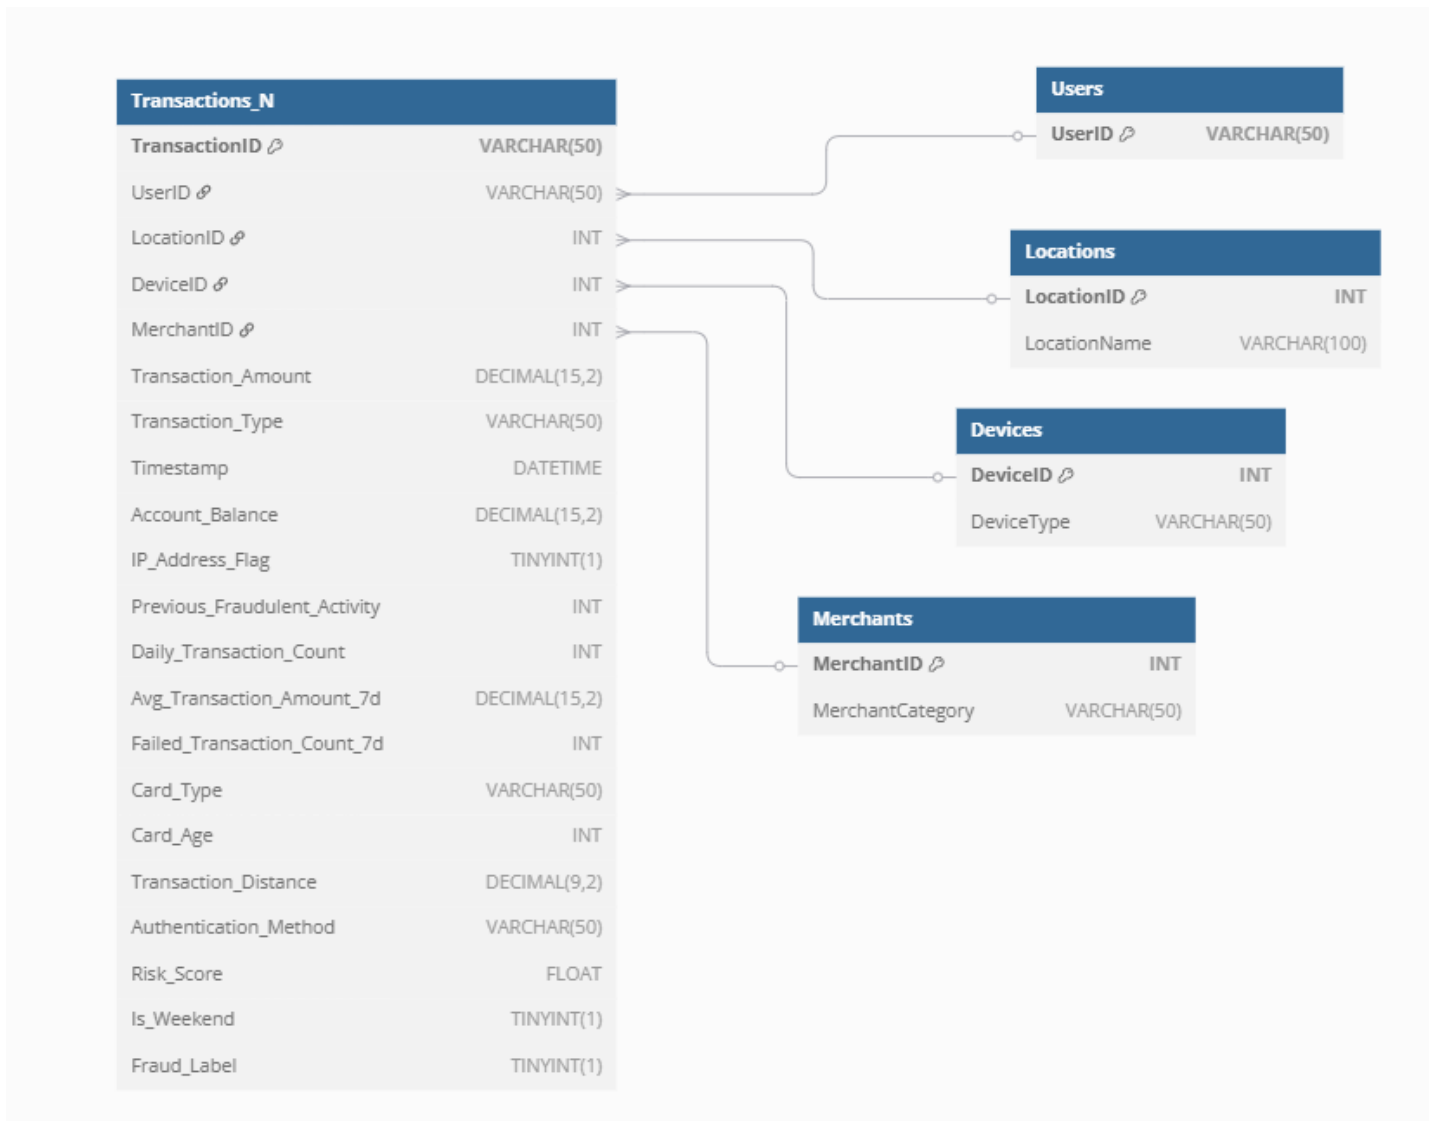 Transactions_N
TransactionID VARCHAR(50)
UserID VARCHAR(50)
LocationID INT
DeviceID INT
MerchantID INT
Transaction_Amount DECIMAL(15,2)
Transaction_Type VARCHAR(50)
Timestamp DATETIME
Account_Balance DECIMAL(15,2)
IP_Address_Flag TINYINT(1)
Previous_Fraudulent_Activity INT
Daily_Transaction_Count INT
Avg_Transaction_Amount_7d DECIMAL(15,2)
Failed_Transaction_Count_7d INT
Card_Type VARCHAR(50)
Card_Age INT
Transaction_Distance DECIMAL(9,2)
Authentication_Method VARCHAR(50)
Risk_Score FLOAT
Is_Weekend TINYINT(1)
Fraud_Label TINYINT(1)
Users
UserID VARCHAR(50)
Locations
LocationID INT
LocationName VARCHAR(100)
Devices
DeviceID INT
DeviceType VARCHAR(50)
Merchants
MerchantID INT
MerchantCategory VARCHAR(50)